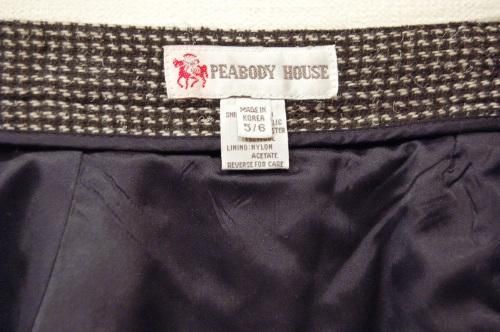 PEABODY HOUSE
MADE IN
KOREA
5/6
LINING: NYLON
ACETATE
REVERSE FOR CARE